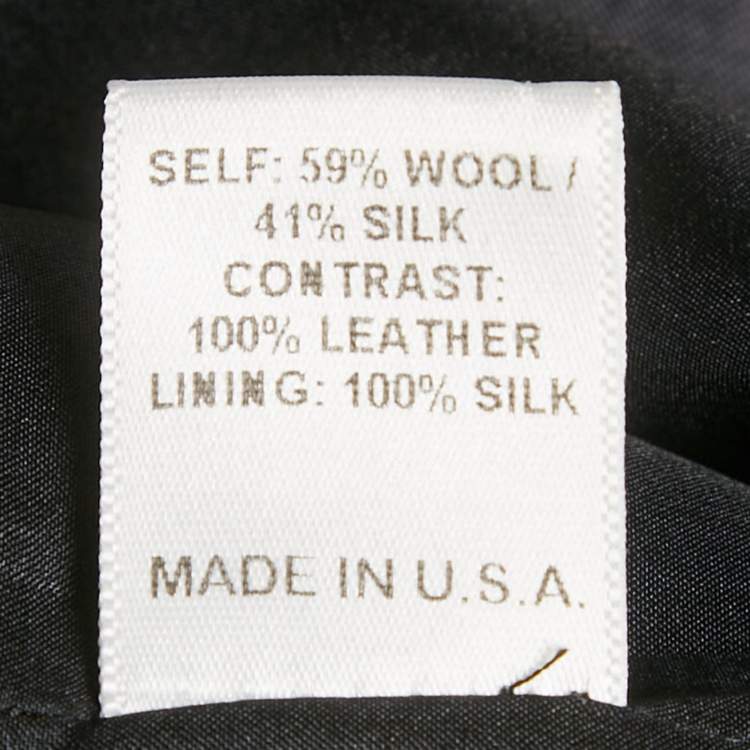 SELF: 59% WOOL /
41% SILK
CONTRAST:
100% LEATHER
LINING: 100% SILK
MADE IN U.S.A.